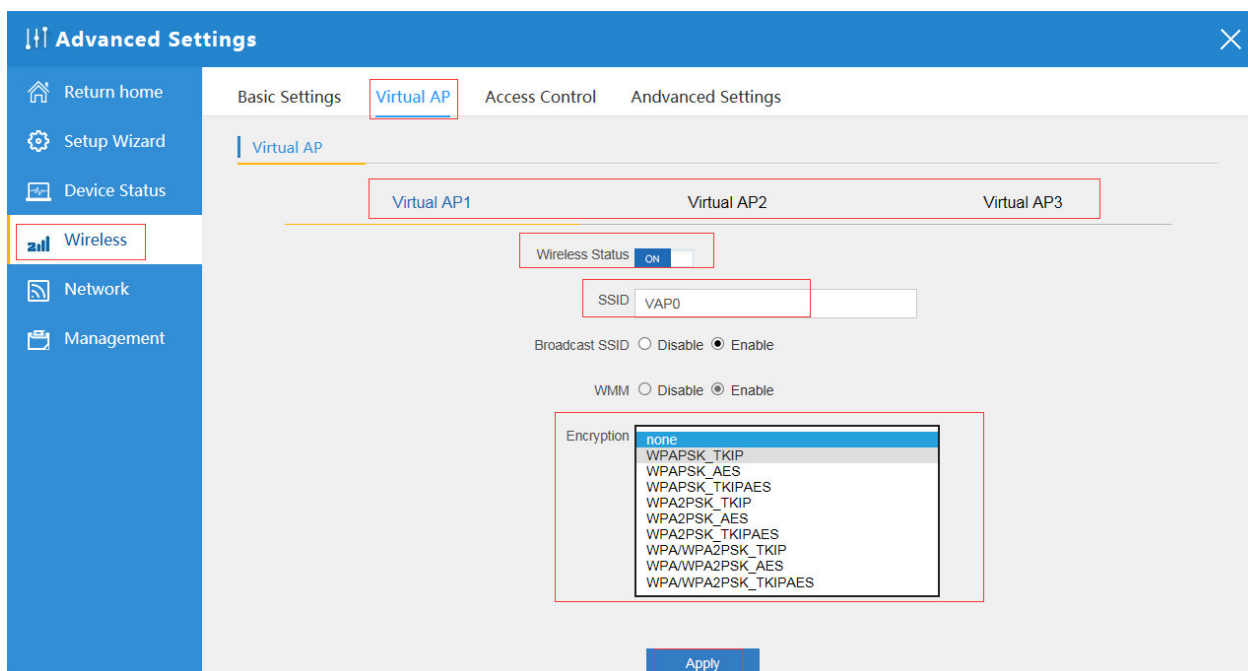 Advanced Settings
Return home
Setup Wizard
Device Status
Wireless
Network
Management
Basic Settings Virtual AP Access Control Andvanced Settings
Virtual AP
Virtual AP1 Virtual AP2 Virtual AP3
Wireless Status ON
SSID VAP0
Broadcast SSID Disable Enable
WMM Disable Enable
Encryption none
WPAPSK_TKIP
WPAPSK_AES
WPAPSK_TKIPAES
WPA2PSK_TKIP
WPA2PSK_AES
WPA2PSK_TKIPAES
WPA/WPA2PSK_TKIP
WPA/WPA2PSK_AES
WPA/WPA2PSK_TKIPAES
Apply